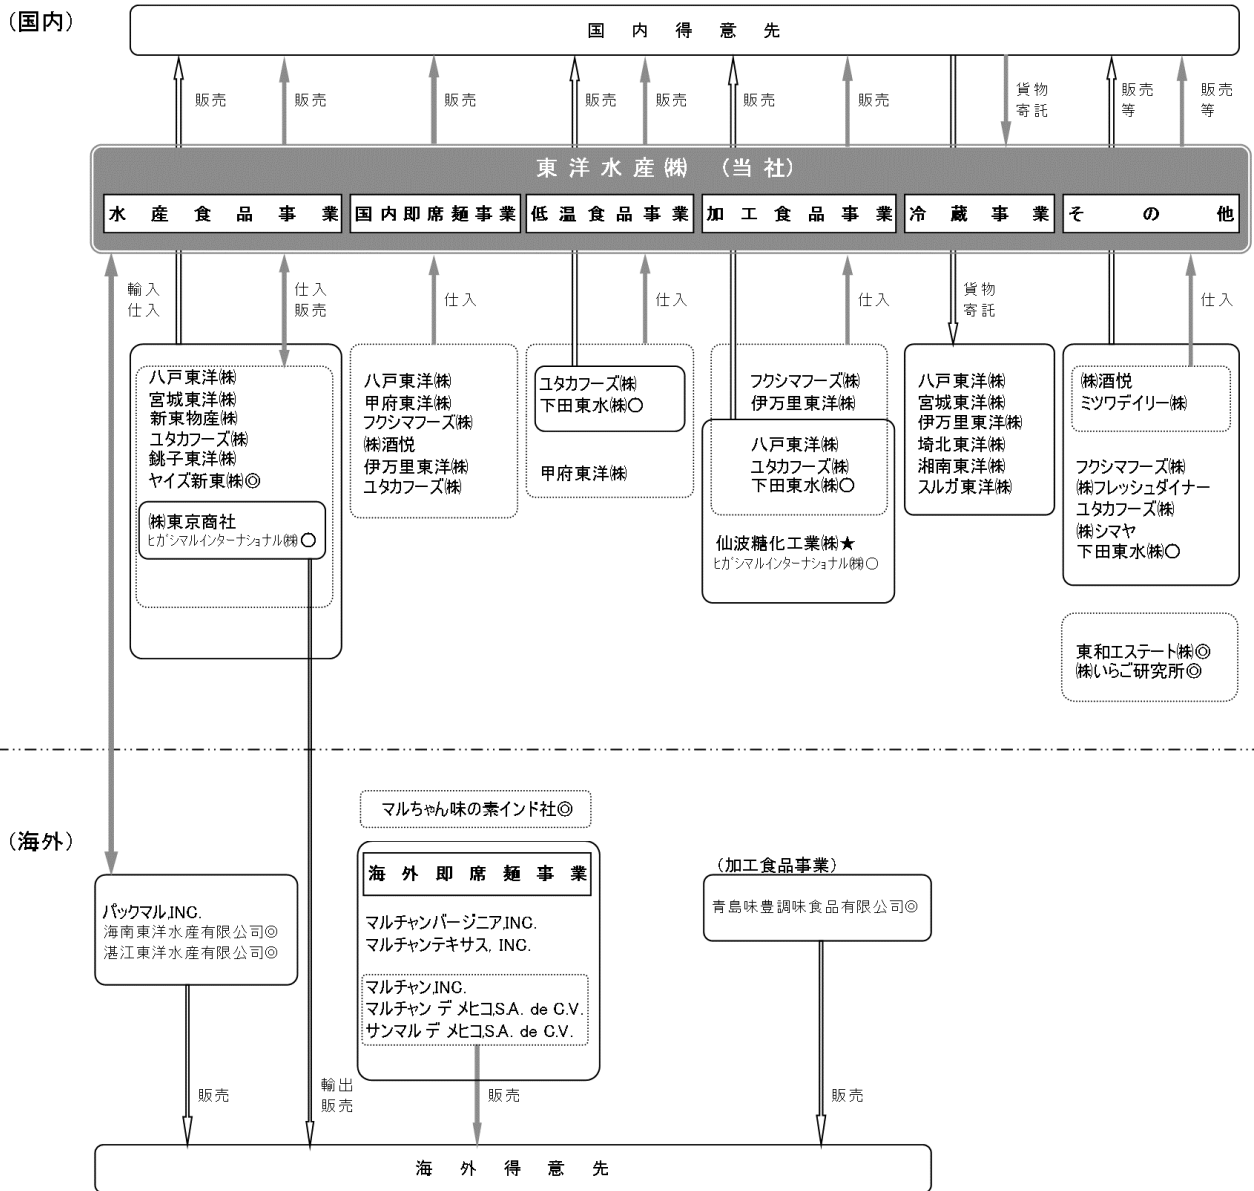 (国内)
国内得意先
販売
販売
販売
販売
販売
販売
販売
貨物
寄託
販売
等
販売
等
東洋水産㈱ (当社)
水産食品事業
国内即席麺事業
低温食品事業
加工食品事業
冷蔵事業
その他
輸入
仕入
仕入
販売
仕入
仕入
仕入
貨物
寄託
仕入
八戸東洋㈱
宮城東洋㈱
新東物産㈱
ユタカフーズ㈱
銚子東洋㈱
ヤイズ新東㈱◎
㈱東京商社
ヒガシマルインターナショナル㈱○
八戸東洋㈱
甲府東洋㈱
フクシマフーズ㈱
㈱酒悦
伊万里東洋㈱
ユタカフーズ㈱
ユタカフーズ㈱
下田東水㈱○
甲府東洋㈱
フクシマフーズ㈱
伊万里東洋㈱
八戸東洋㈱
ユタカフーズ㈱
下田東水㈱○
仙波糖化工業㈱★
ヒガシマルインターナショナル㈱○
八戸東洋㈱
宮城東洋㈱
伊万里東洋㈱
埼北東洋㈱
湘南東洋㈱
スルガ東洋㈱
㈱酒悦
ミツワデイリー㈱
フクシマフーズ㈱
㈱フレッシュダイナー
ユタカフーズ㈱
㈱シマヤ
下田東水㈱○
東和エステート㈱◎
㈱いらご研究所◎
(海外)
マルちゃん味の素インド社◎
海外即席麺事業
マルチャンバージニア,INC.
マルチャンテキサス, INC.
マルチャン,INC.
マルチャン デ メヒコ,S.A. de C.V.
サンマル デ メヒコ,S.A. de C.V.
(加工食品事業)
青島味豊調味食品有限公司◎
パックマル,INC.
海南東洋水産有限公司◎
湛江東洋水産有限公司◎
販売
輸出
販売
販売
販売
海外得意先